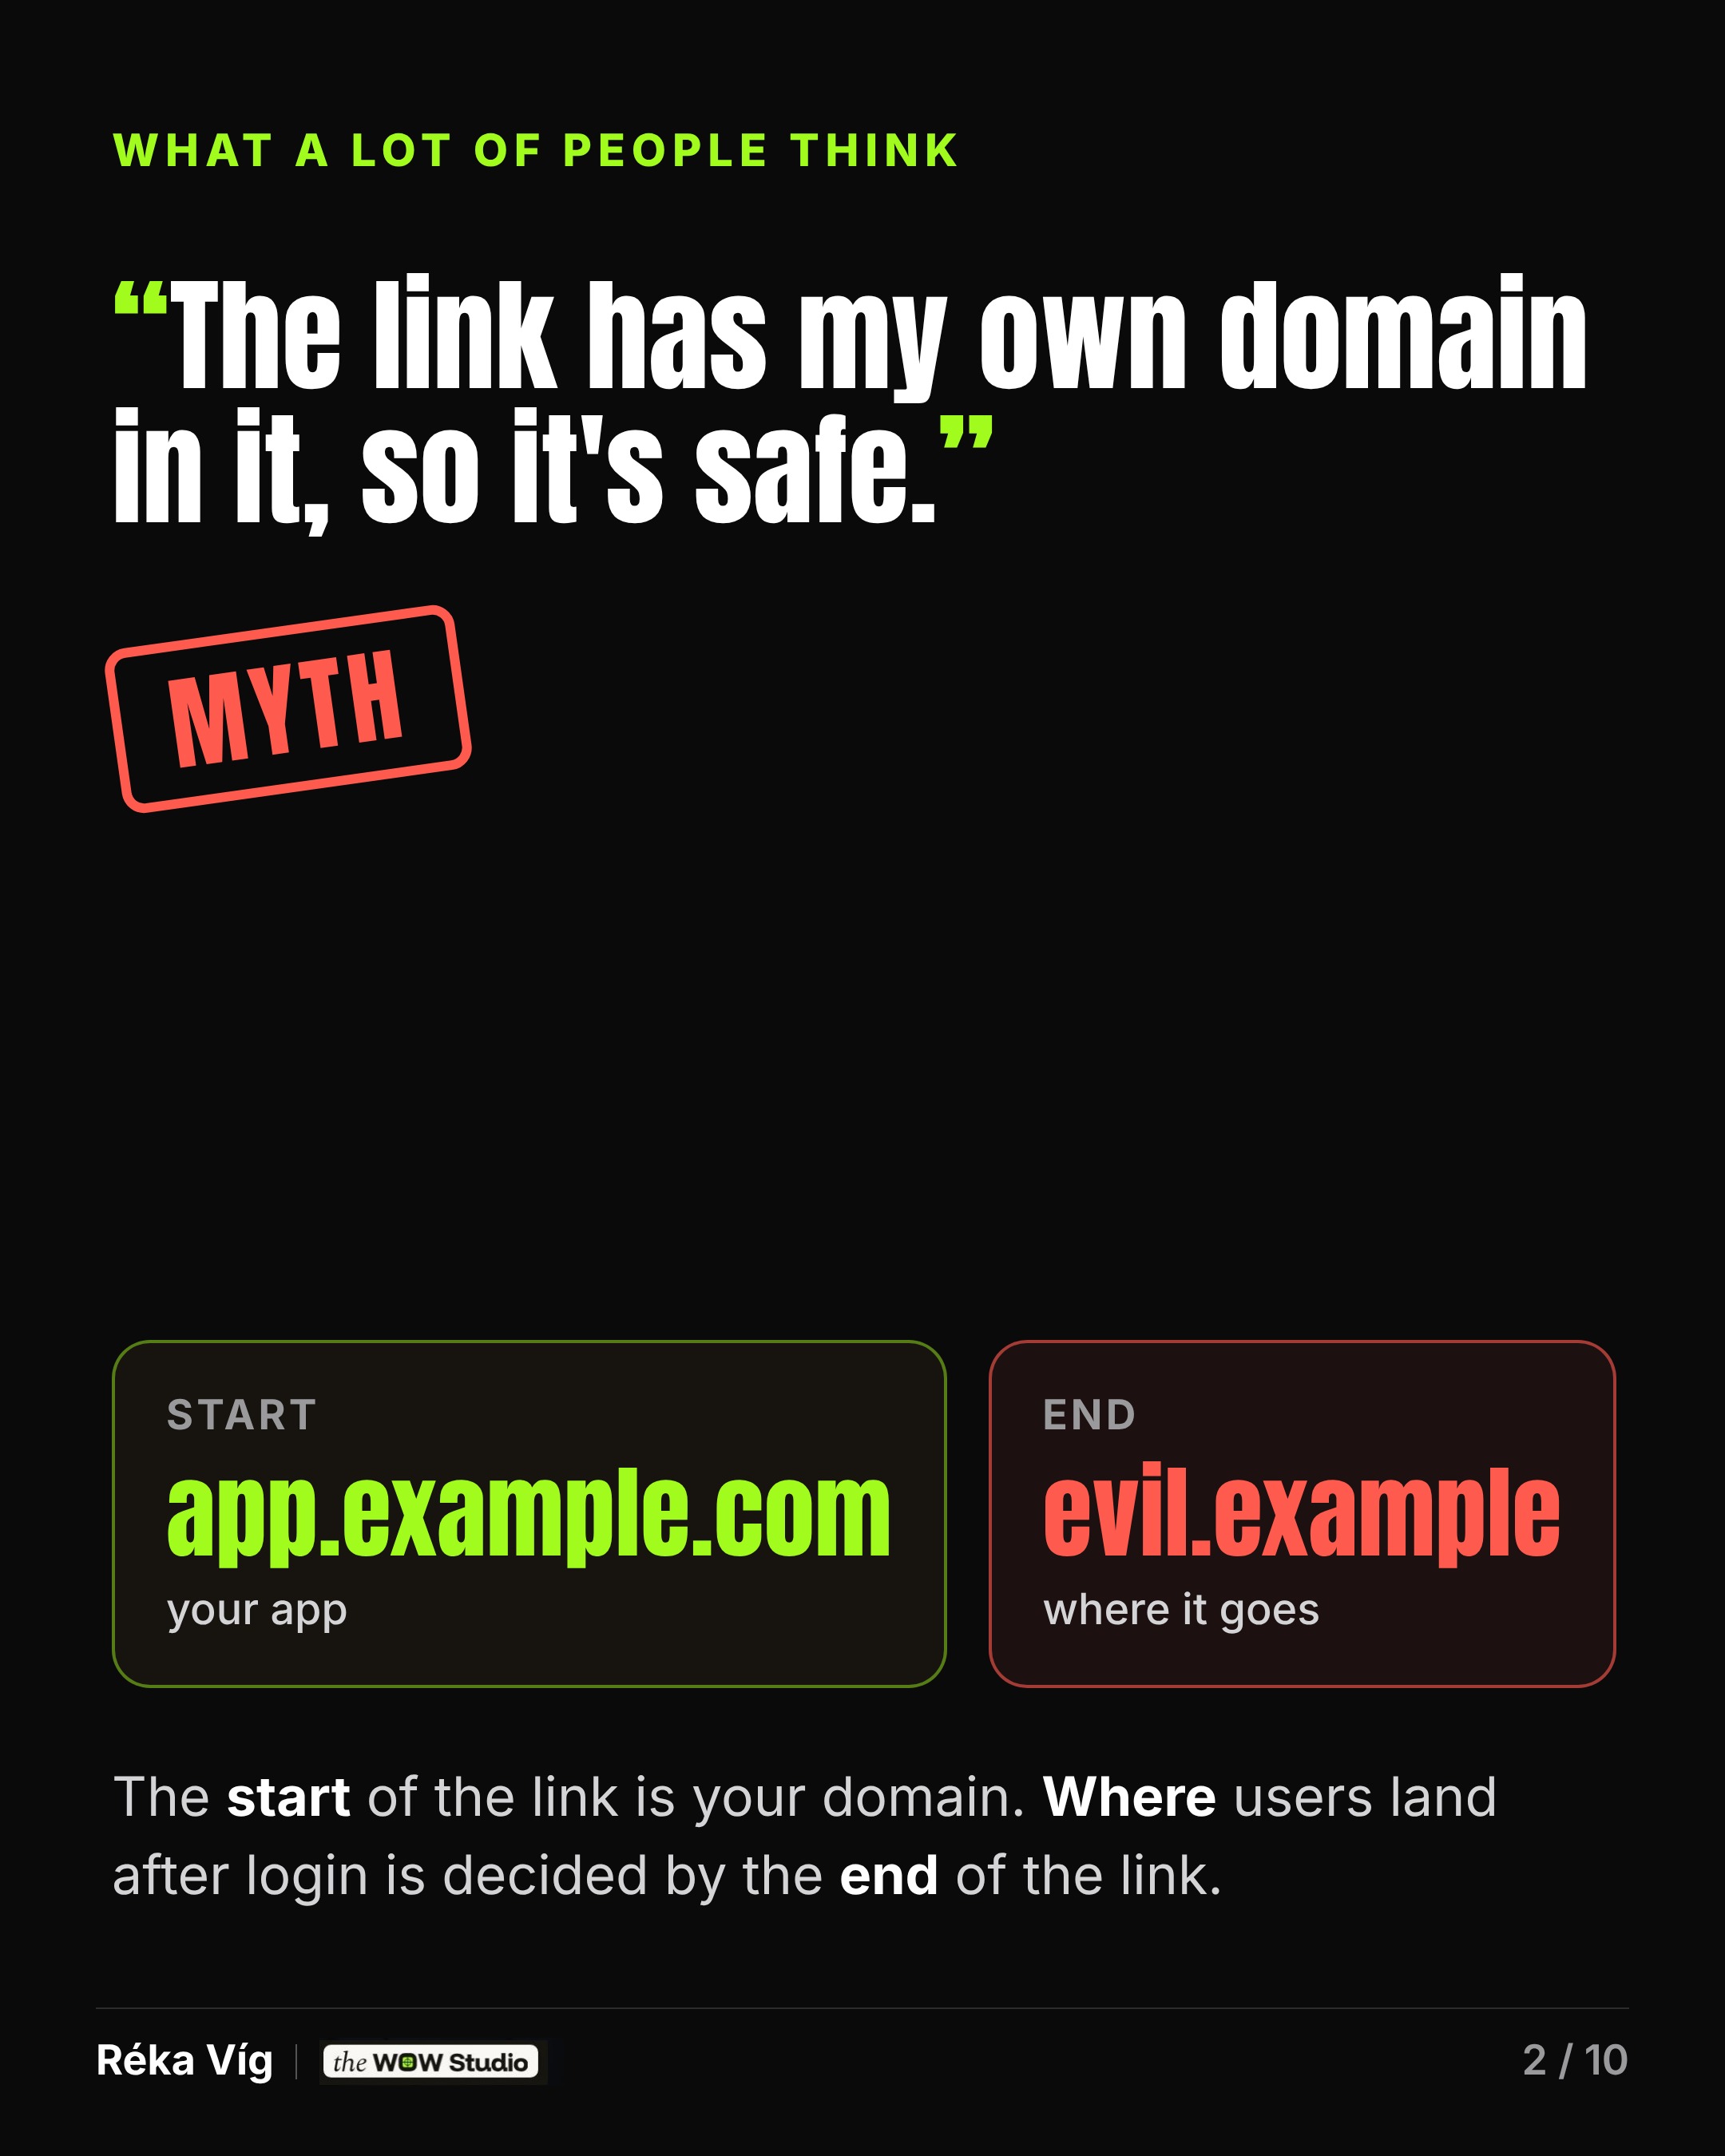 WHAT A LOT OF PEOPLE THINK
“The link has my own domain
in it, so it's safe.”
MYTH
START
app.example.com
your app
END
evil.example
where it goes
The start of the link is your domain. Where users land
after login is decided by the end of the link.
Réka Víg
the WOW Studio
2 / 10